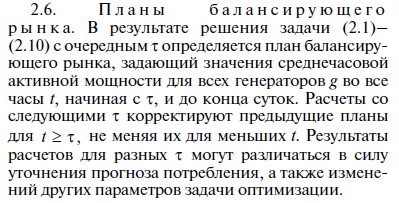 2.6. Планы балансирующего
рынка. В результате решения задачи (2.1)–
(2.10) с очередным τ определяется план балансиру-
ющего рынка, задающий значения среднечасовой
активной мощности для всех генераторов g во все
часы t, начиная с τ, и до конца суток. Расчеты со
следующими τ корректируют предыдущие планы
для t ≥ τ, не меняя их для меньших t. Результаты
расчетов для разных τ могут различаться в силу
уточнения прогноза потребления, а также измене-
ний других параметров задачи оптимизации.